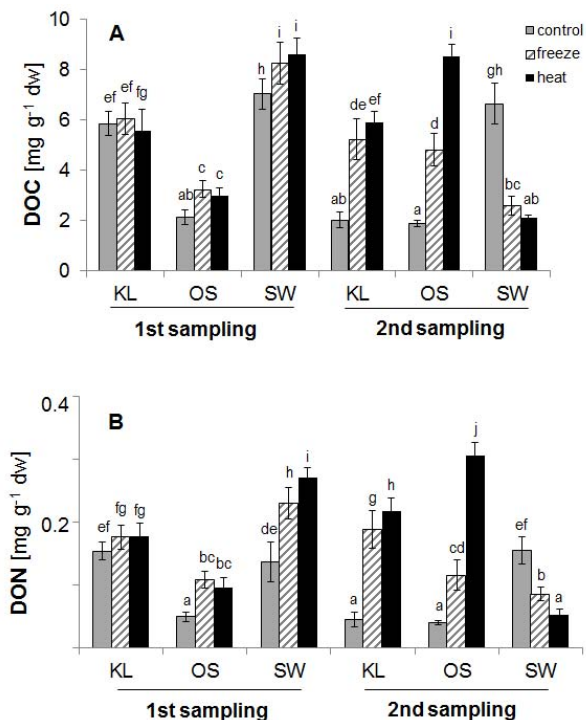 A
control
freeze
heat
10
8
6
4
2
0
DOC [mg g-1 dw]
ef ef fg ab c c h i i ab de ef a d i gh bc ab
KL OS SW KL OS SW
1st sampling 2nd sampling
B
0.4
0.2
DON [mg g-1 dw]
ef fg fg a bc bc de h i a g h a cd j ef b a
KL OS SW KL OS SW
1st sampling 2nd sampling